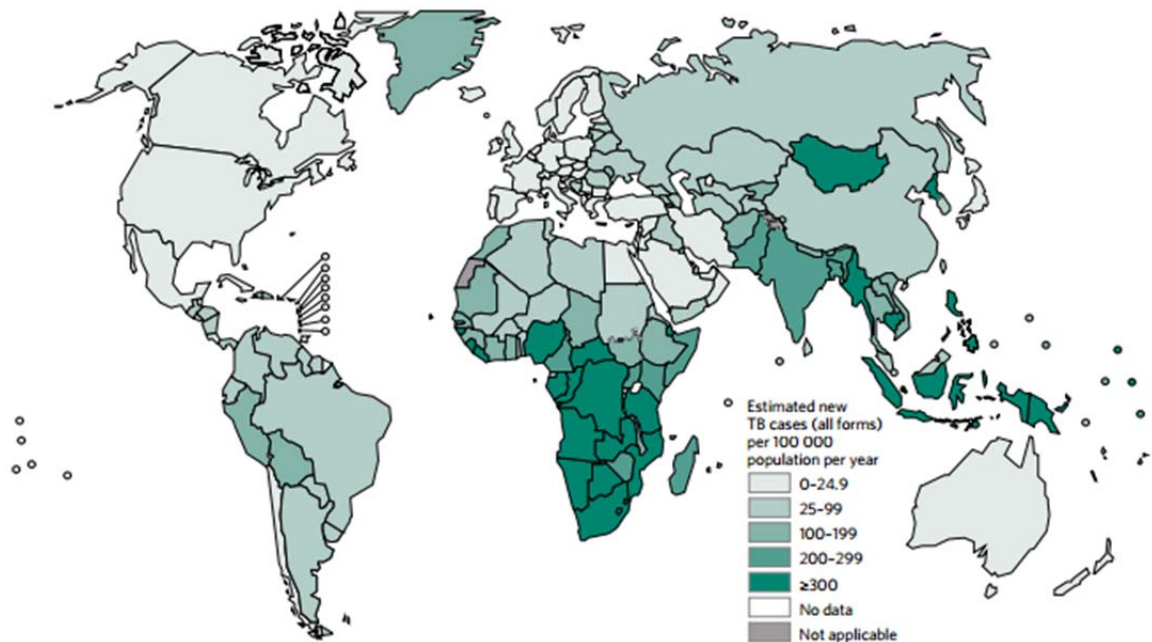 Estimated new
TB cases (all forms)
per 100 000
population per year
0–24.9
25–99
100–199
200–299
≥300
No data
Not applicable